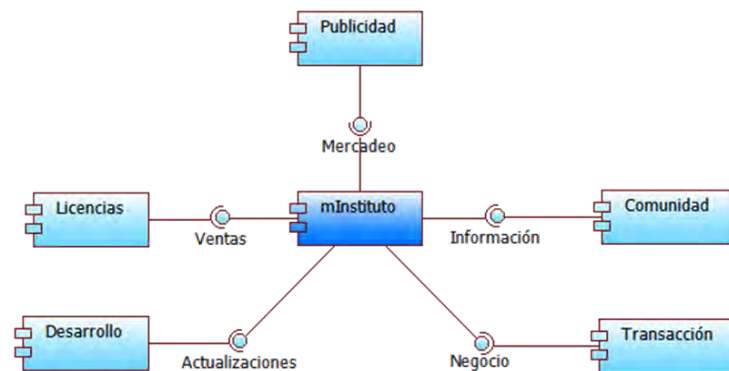 Publicidad
Mercadeo
Licencias
mInstituto
Comunidad
Ventas
Información
Desarrollo
Transacción
Actualizaciones
Negocio